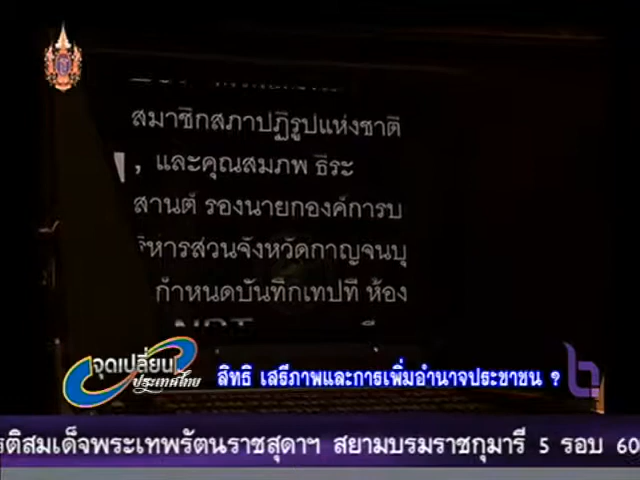 สมาชิกสภาปฏิรูปแห่งชาติ
, และคุณสมภพ ธีระ
สานต์ รองนายกองค์การบ
ริหารส่วนจังหวัดกาญจนบุ
กำหนดบันทึกเทปที่ ห้อง
จุดเปลี่ยน
ประเทศไทย
สิทธิ เสรีภาพและการเพิ่มอำนาจประชาชน ?
รติสมเด็จพระเทพรัตนราชสุดาฯ สยามบรมราชกุมารี 5 รอบ 60